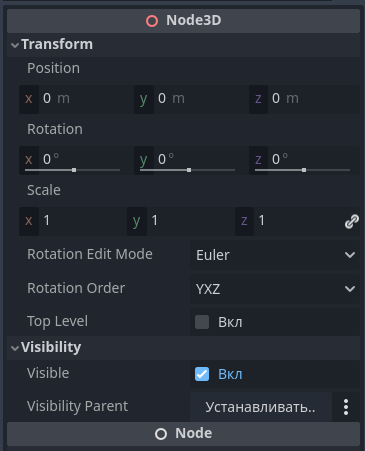 Node3D
Transform
Position
x 0 m y 0 m z 0 m
Rotation
x 0 ° y 0 ° z 0 °
Scale
x 1 y 1 z 1
Rotation Edit Mode Euler
Rotation Order YXZ
Top Level Вкл
Visibility
Visible Вкл
Visibility Parent Устанавливать..
Node